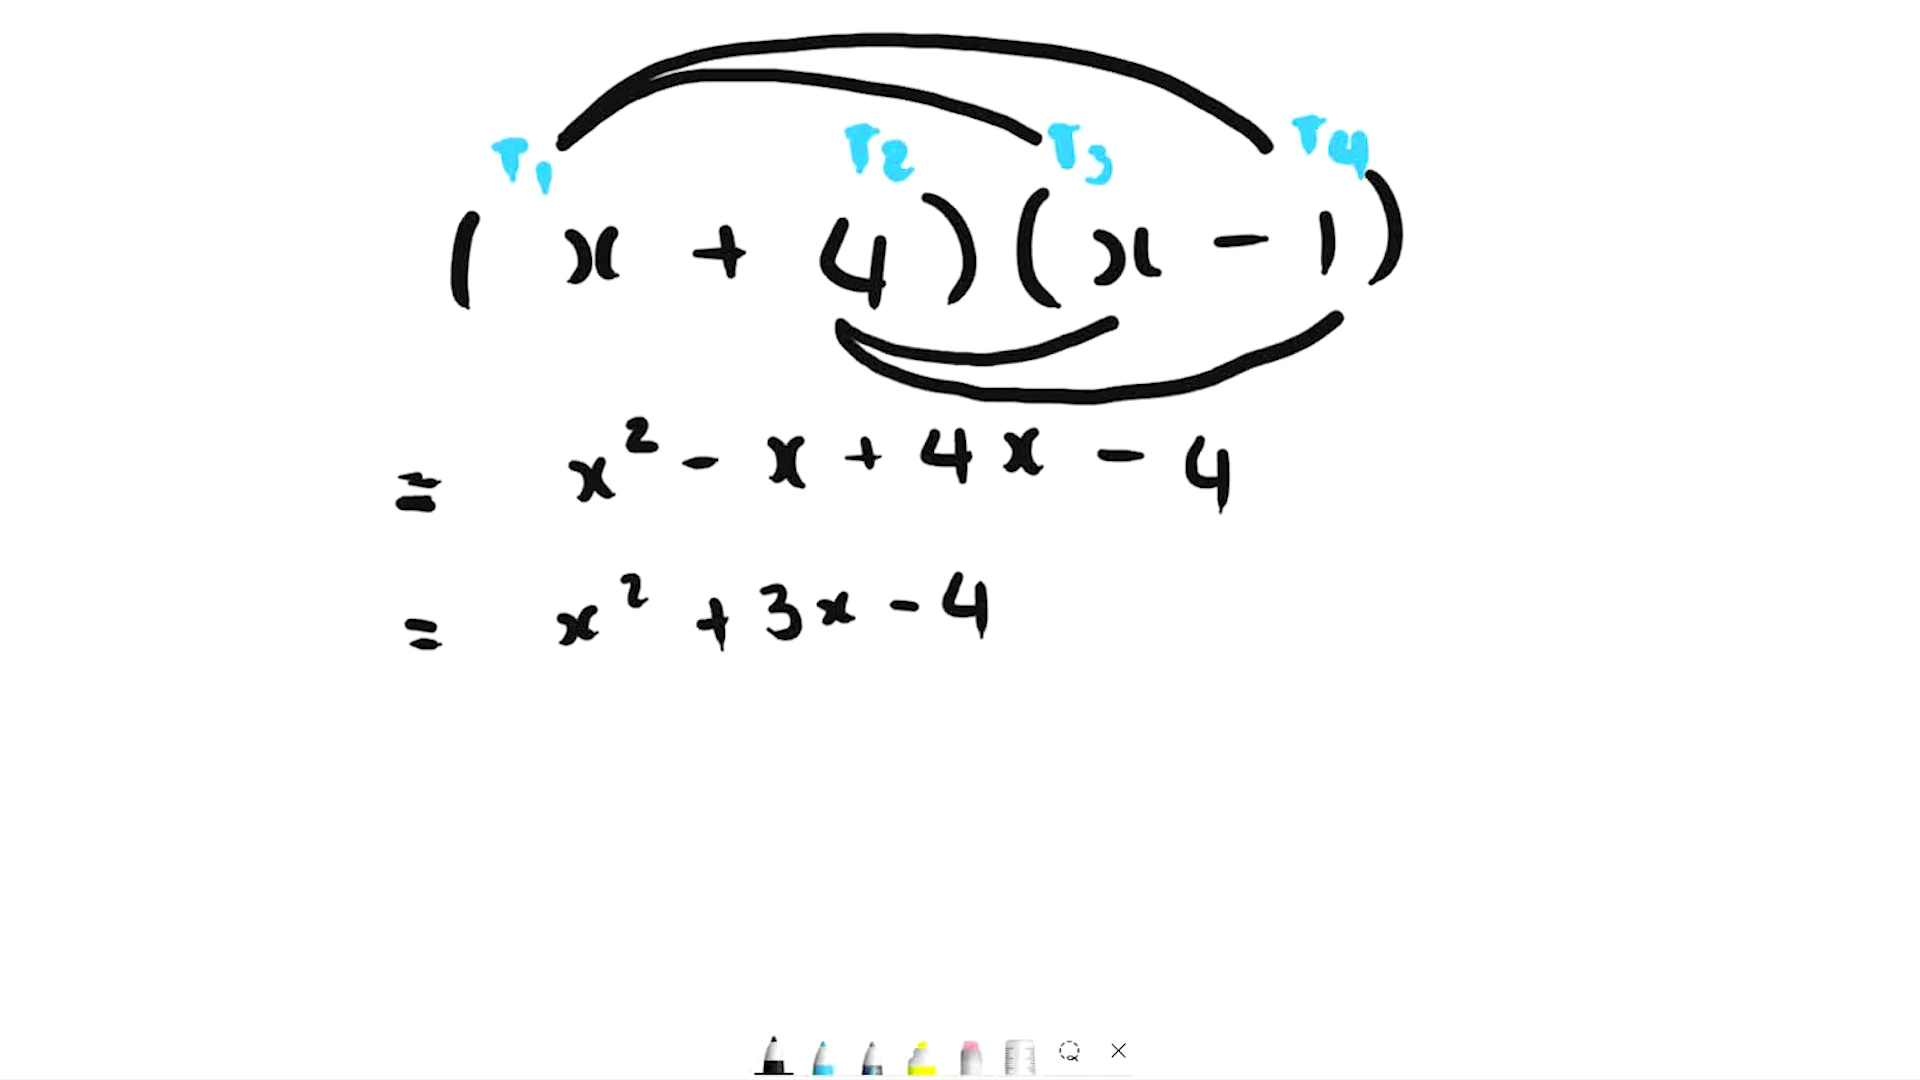 T1 T2 T3 T4
(x + 4)(x - 1)
= x² - x + 4x - 4
= x² + 3x - 4